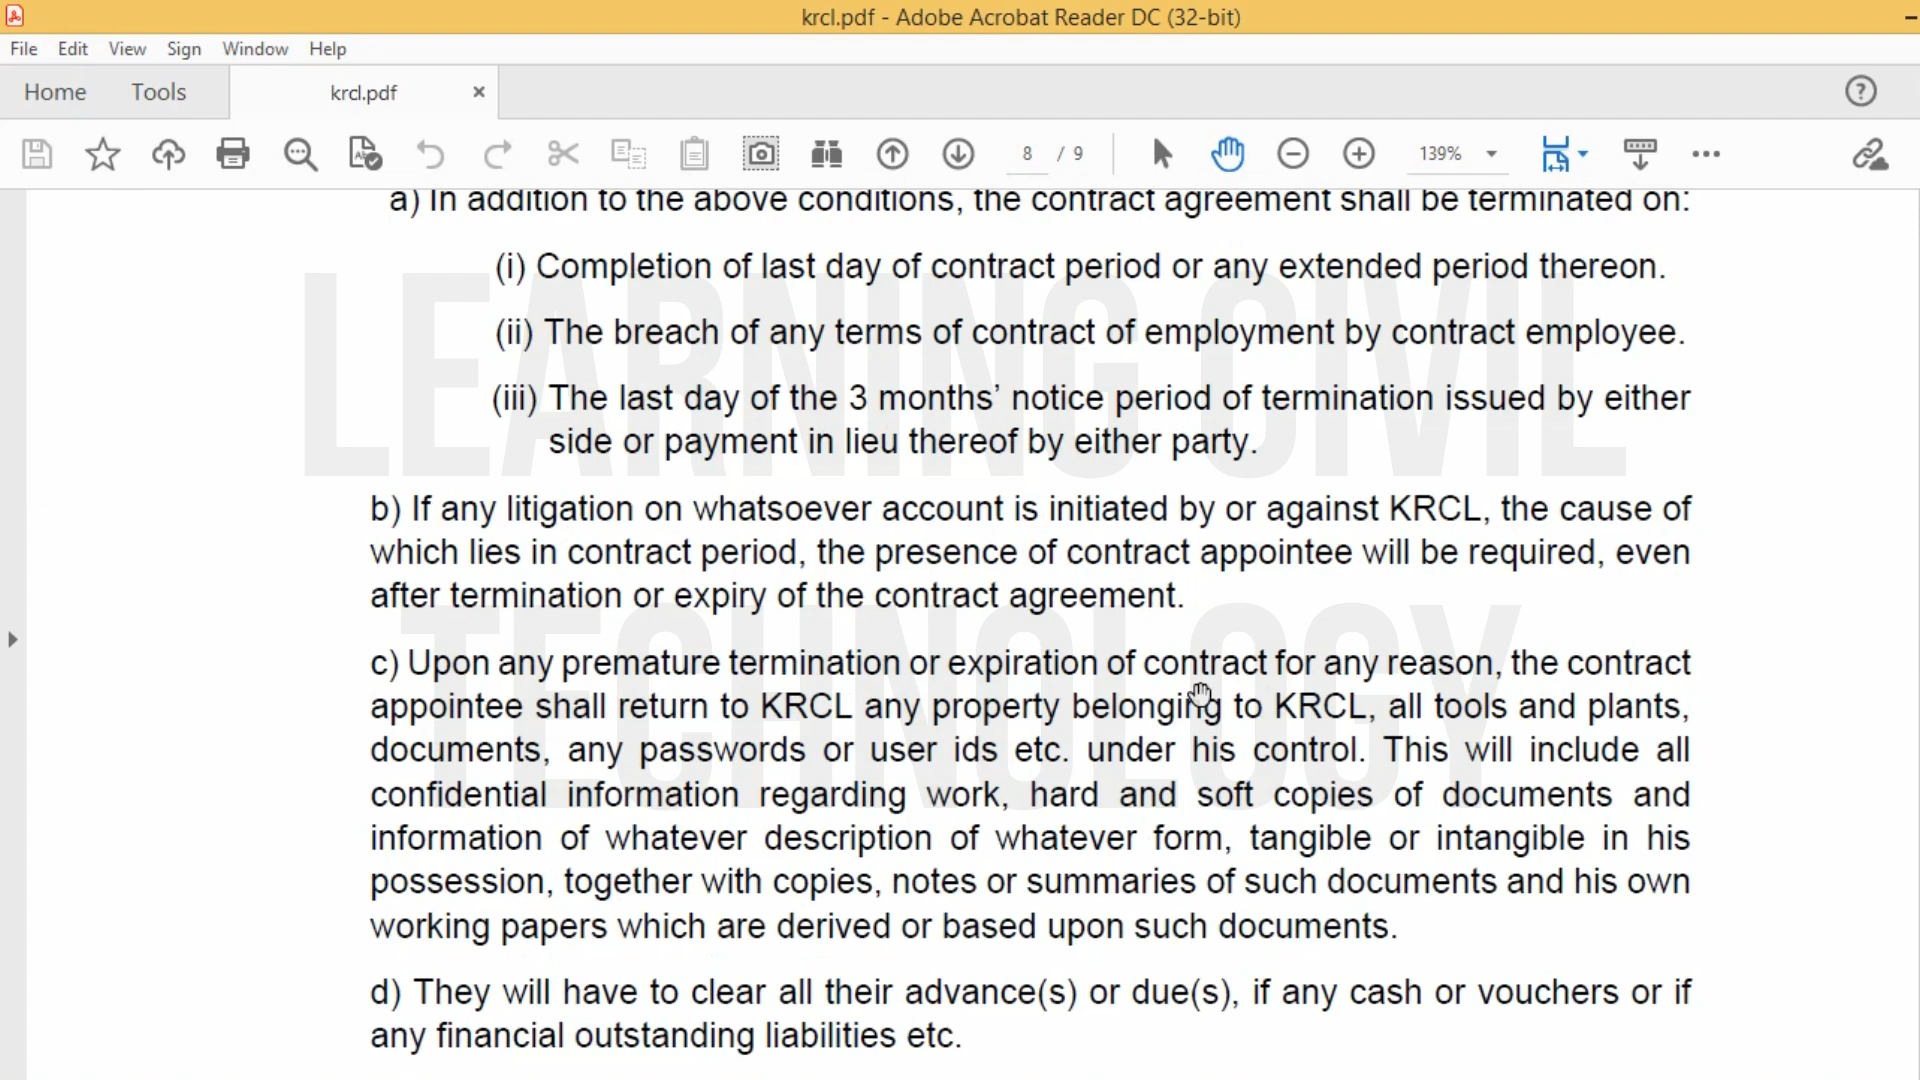 krcl.pdf - Adobe Acrobat Reader DC (32-bit)
File Edit View Sign Window Help
Home Tools krcl.pdf ×
8 / 9 139%
a) In addition to the above conditions, the contract agreement shall be terminated on:
(i) Completion of last day of contract period or any extended period thereon.
(ii) The breach of any terms of contract of employment by contract employee.
(iii) The last day of the 3 months’ notice period of termination issued by either
side or payment in lieu thereof by either party.
b) If any litigation on whatsoever account is initiated by or against KRCL, the cause of
which lies in contract period, the presence of contract appointee will be required, even
after termination or expiry of the contract agreement.
c) Upon any premature termination or expiration of contract for any reason, the contract
appointee shall return to KRCL any property belonging to KRCL, all tools and plants,
documents, any passwords or user ids etc. under his control. This will include all
confidential information regarding work, hard and soft copies of documents and
information of whatever description of whatever form, tangible or intangible in his
possession, together with copies, notes or summaries of such documents and his own
working papers which are derived or based upon such documents.
d) They will have to clear all their advance(s) or due(s), if any cash or vouchers or if
any financial outstanding liabilities etc.
LEARNING CIVIL
TECHNOLOGY